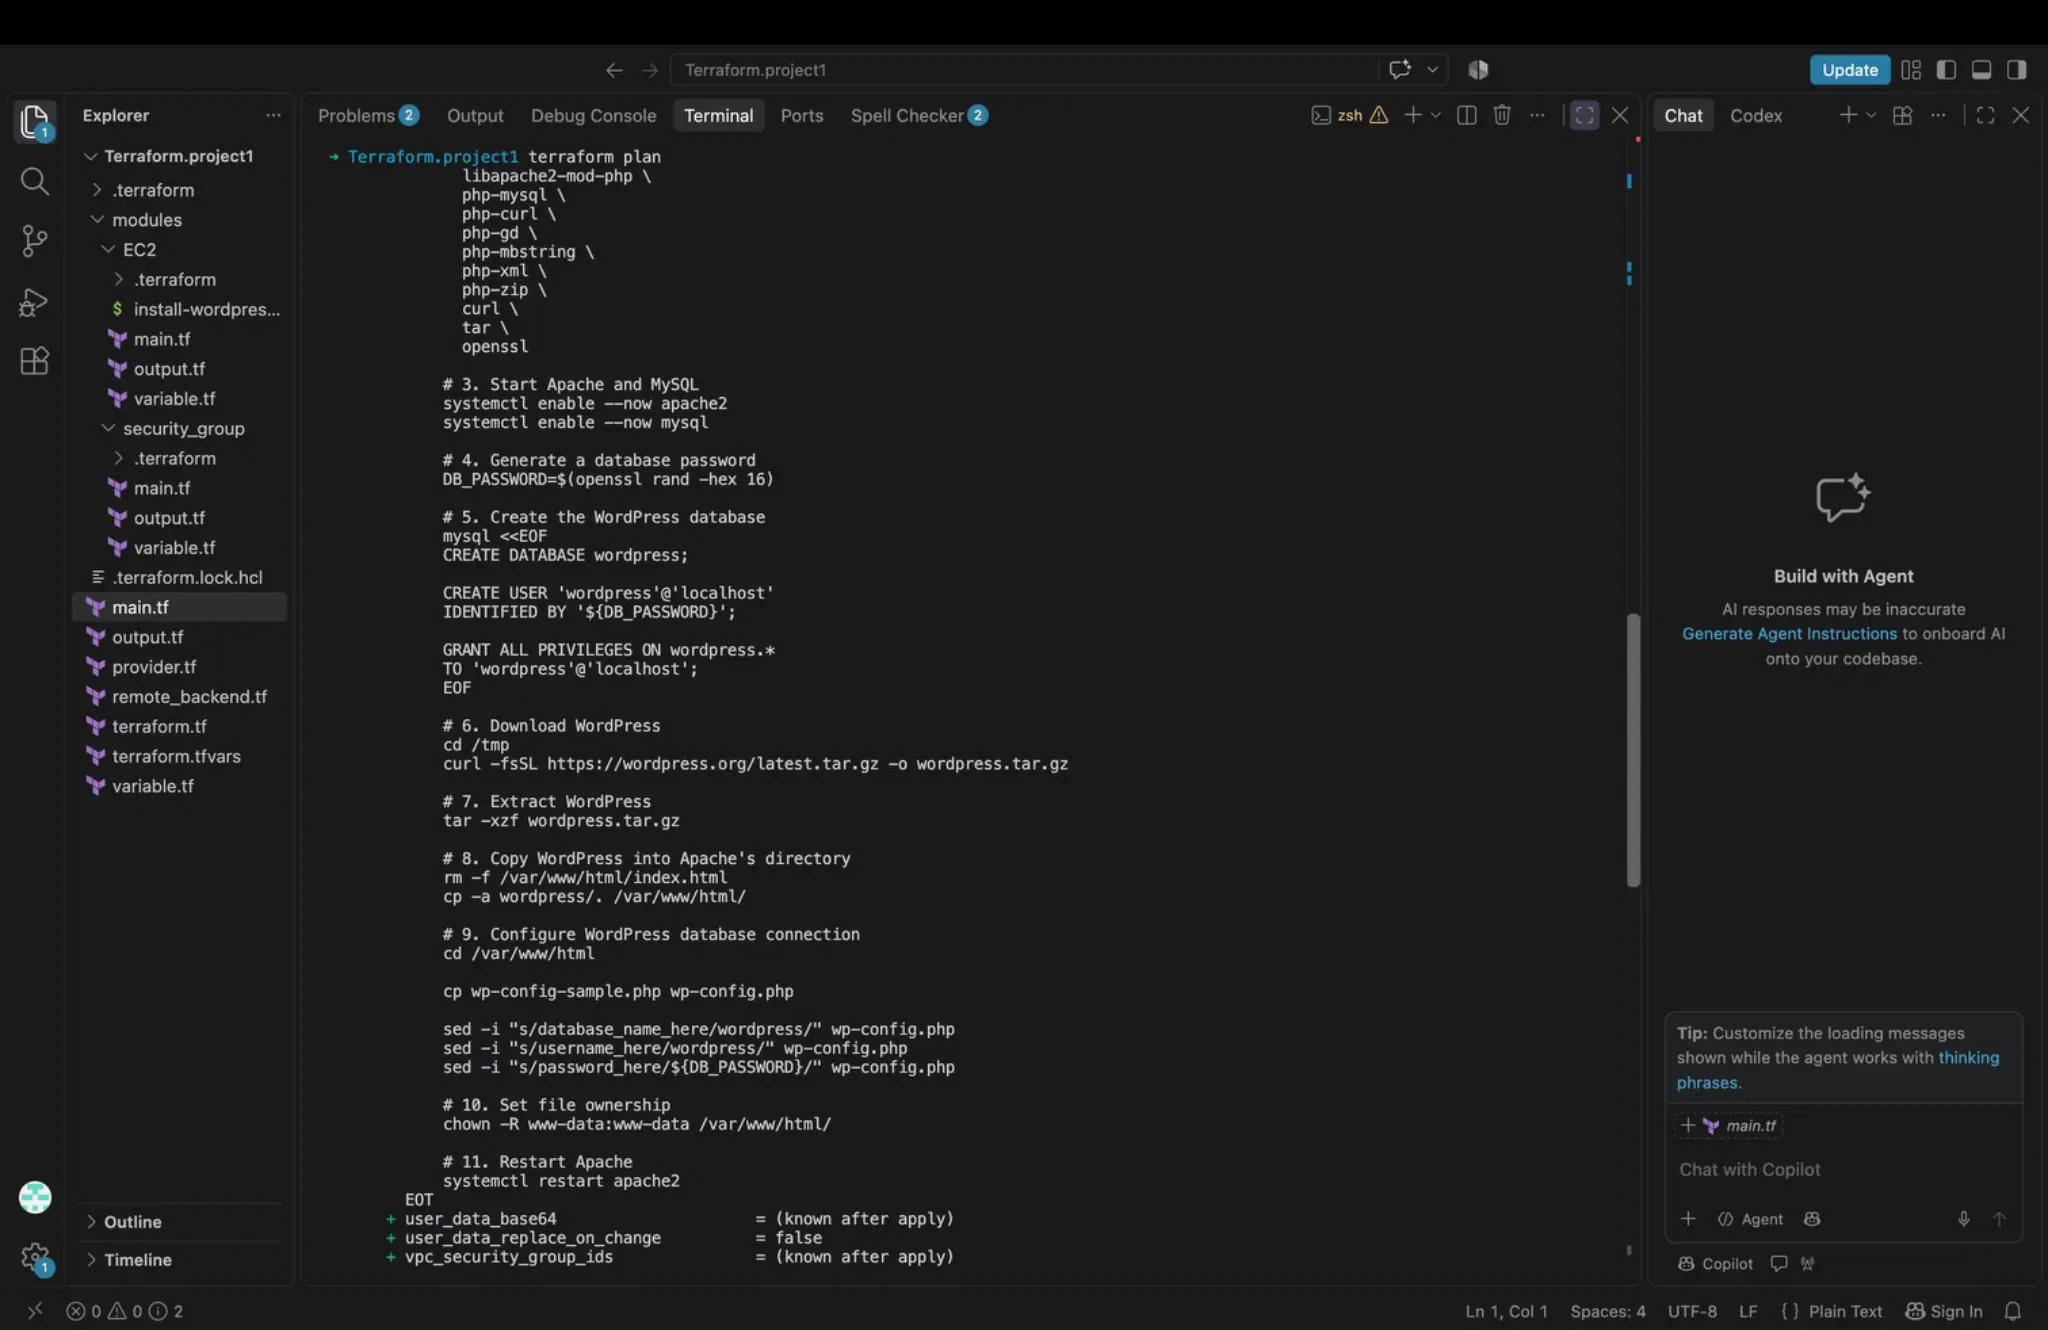 Terraform.project1
Update
1
Explorer
Terraform.project1
.terraform
modules
EC2
.terraform
$ install-wordpres...
main.tf
output.tf
variable.tf
security_group
.terraform
main.tf
output.tf
variable.tf
.terraform.lock.hcl
main.tf
output.tf
provider.tf
remote_backend.tf
terraform.tf
terraform.tfvars
variable.tf
Outline
Timeline
1
Problems 2 Output Debug Console Terminal Ports Spell Checker 2
zsh
→ Terraform.project1 terraform plan
libapache2-mod-php \
php-mysql \
php-curl \
php-gd \
php-mbstring \
php-xml \
php-zip \
curl \
tar \
openssl
# 3. Start Apache and MySQL
systemctl enable --now apache2
systemctl enable --now mysql
# 4. Generate a database password
DB_PASSWORD=$(openssl rand -hex 16)
# 5. Create the WordPress database
mysql <<EOF
CREATE DATABASE wordpress;
CREATE USER 'wordpress'@'localhost'
IDENTIFIED BY '${DB_PASSWORD}';
GRANT ALL PRIVILEGES ON wordpress.*
TO 'wordpress'@'localhost';
EOF
# 6. Download WordPress
cd /tmp
curl -fsSL https://wordpress.org/latest.tar.gz -o wordpress.tar.gz
# 7. Extract WordPress
tar -xzf wordpress.tar.gz
# 8. Copy WordPress into Apache's directory
rm -f /var/www/html/index.html
cp -a wordpress/. /var/www/html/
# 9. Configure WordPress database connection
cd /var/www/html
cp wp-config-sample.php wp-config.php
sed -i "s/database_name_here/wordpress/" wp-config.php
sed -i "s/username_here/wordpress/" wp-config.php
sed -i "s/password_here/${DB_PASSWORD}/" wp-config.php
# 10. Set file ownership
chown -R www-data:www-data /var/www/html/
# 11. Restart Apache
systemctl restart apache2
EOT
+ user_data_base64 = (known after apply)
+ user_data_replace_on_change = false
+ vpc_security_group_ids = (known after apply)
Chat Codex
Build with Agent
AI responses may be inaccurate
Generate Agent Instructions to onboard AI
onto your codebase.
Tip: Customize the loading messages
shown while the agent works with thinking
phrases.
main.tf
Chat with Copilot
Agent
Copilot
0 0 2
Ln 1, Col 1 Spaces: 4 UTF-8 LF { } Plain Text Sign In